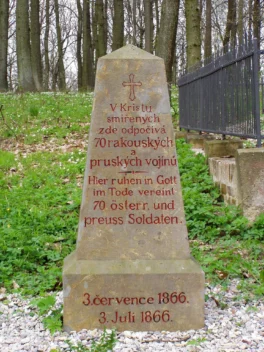 V Kristu
smířených
zde odpočívá
70 rakouských
a
pruských vojínů
Hier ruhen in Gott
im Tode vereint
70 österr. und
preuss Soldaten.
3. července 1866.
3. Juli 1866.